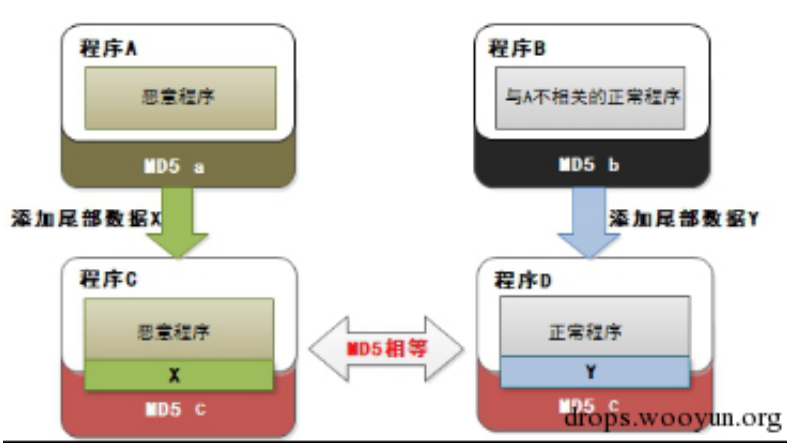 程序A
程序B
恶意程序
与A不相关的正常程序
MD5 a
MD5 b
添加尾部数据X
添加尾部数据Y
程序C
程序D
恶意程序
正常程序
MD5相等
X
Y
MD5 c
MD5 c
drops.wooyun.org